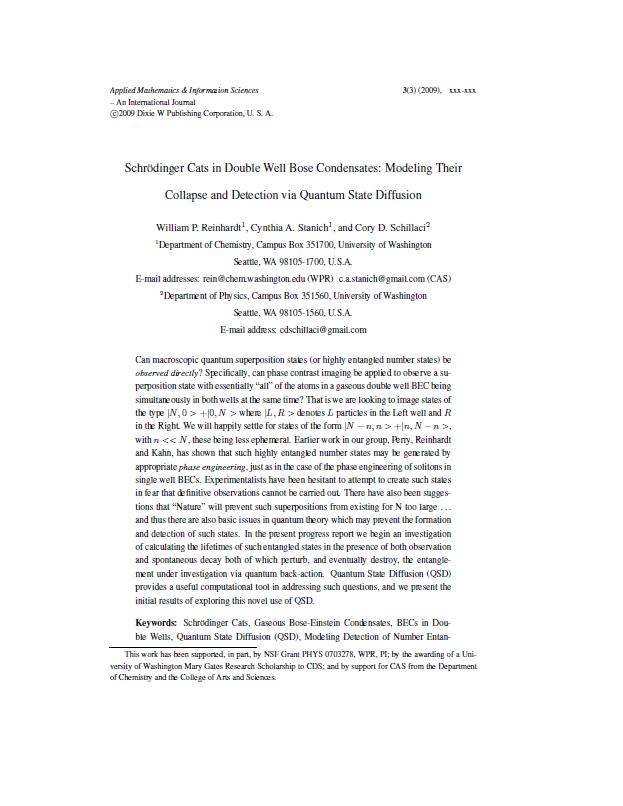 Applied Mathematics & Information Sciences 3(3) (2009), xxx-xxx
– An International Journal
©2009 Dixie W Publishing Corporation, U. S. A.
Schrödinger Cats in Double Well Bose Condensates: Modeling Their
Collapse and Detection via Quantum State Diffusion
William P. Reinhardt¹, Cynthia A. Stanich¹, and Cory D. Schillaci²
¹Department of Chemistry, Campus Box 351700, University of Washington
Seattle, WA 98105-1700, U.S.A.
E-mail addresses: rein@chem.washington.edu (WPR) c.a.stanich@gmail.com (CAS)
²Department of Physics, Campus Box 351560, University of Washington
Seattle, WA 98105-1560, U.S.A.
E-mail address: cdschillaci@gmail.com
Can macroscopic quantum superposition states (or highly entangled number states) be
observed directly? Specifically, can phase contrast imaging be applied to observe a su-
perposition state with essentially “all” of the atoms in a gaseous double well BEC being
simultaneously in both wells at the same time? That is we are looking to image states of
the type |N, 0 > +|0, N > where |L, R > denotes L particles in the Left well and R
in the Right. We will happily settle for states of the form |N − n, n > +|n, N − n >,
with n << N, these being less ephemeral. Earlier work in our group, Perry, Reinhardt
and Kahn, has shown that such highly entangled number states may be generated by
appropriate phase engineering, just as in the case of the phase engineering of solitons in
single well BECs. Experimentalists have been hesitant to attempt to create such states
in fear that definitive observations cannot be carried out. There have also been sugges-
tions that “Nature” will prevent such superpositions from existing for N too large ...
and thus there are also basic issues in quantum theory which may prevent the formation
and detection of such states. In the present progress report we begin an investigation
of calculating the lifetimes of such entangled states in the presence of both observation
and spontaneous decay both of which perturb, and eventually destroy, the entangle-
ment under investigation via quantum back-action. Quantum State Diffusion (QSD)
provides a useful computational tool in addressing such questions, and we present the
initial results of exploring this novel use of QSD.
Keywords: Schrödinger Cats, Gaseous Bose-Einstein Condensates, BECs in Dou-
ble Wells, Quantum State Diffusion (QSD), Modeling Detection of Number Entan-
This work has been supported, in part, by NSF Grant PHYS 0703278, WPR, PI; by the awarding of a Uni-
versity of Washington Mary Gates Research Scholarship to CDS; and by support for CAS from the Department
of Chemistry and the College of Arts and Sciences.